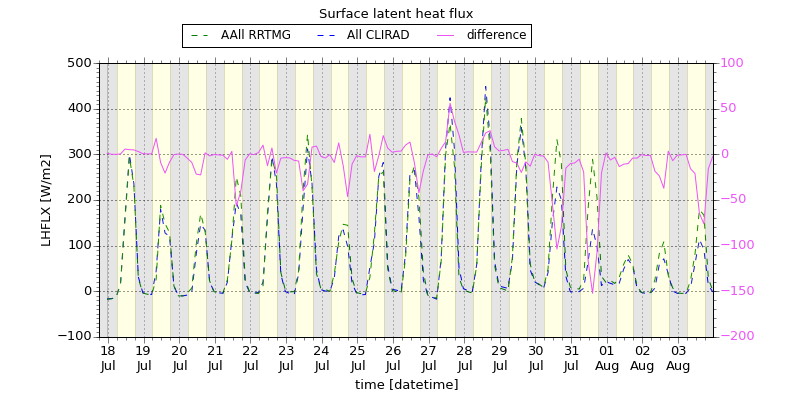 Surface latent heat flux
AAll RRTMG All CLIRAD difference
500 100
400 50
300 0
200 −50
100 −100
0 −150
−100 −200
LHFLX [W/m2]
18 19 20 21 22 23 24 25 26 27 28 29 30 31 01 02 03
Jul Jul Jul Jul Jul Jul Jul Jul Jul Jul Jul Jul Jul Jul Aug Aug Aug
time [datetime]